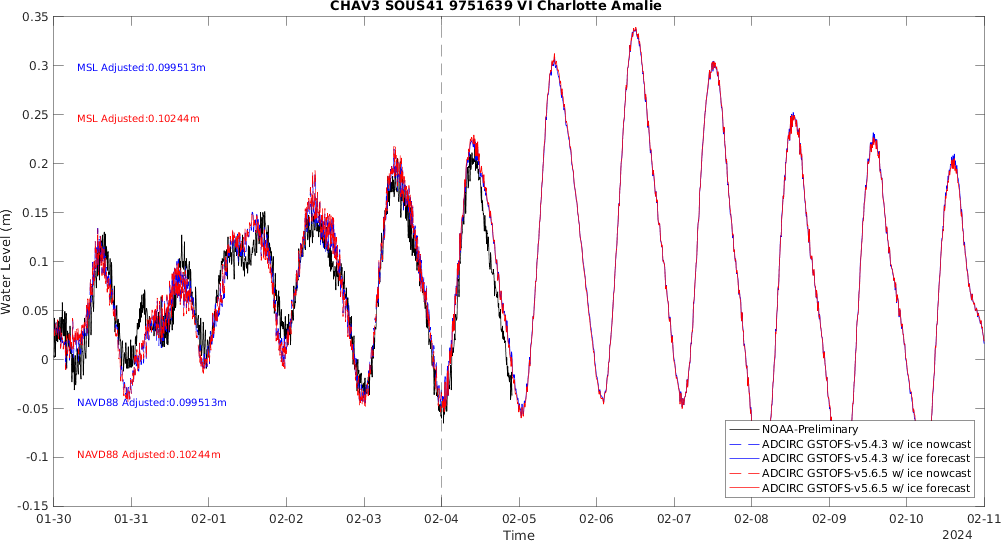 CHAV3 SOUS41 9751639 VI Charlotte Amalie
0.35
0.3
0.25
0.2
0.15
0.1
0.05
0
-0.05
-0.1
-0.15
Water Level (m)
MSL Adjusted:0.099513m
MSL Adjusted:0.10244m
NAVD88 Adjusted:0.099513m
NAVD88 Adjusted:0.10244m
NOAA-Preliminary
ADCIRC GSTOFS-v5.4.3 w/ ice nowcast
ADCIRC GSTOFS-v5.4.3 w/ ice forecast
ADCIRC GSTOFS-v5.6.5 w/ ice nowcast
ADCIRC GSTOFS-v5.6.5 w/ ice forecast
01-30 01-31 02-01 02-02 02-03 02-04 02-05 02-06 02-07 02-08 02-09 02-10 02-11
Time
2024